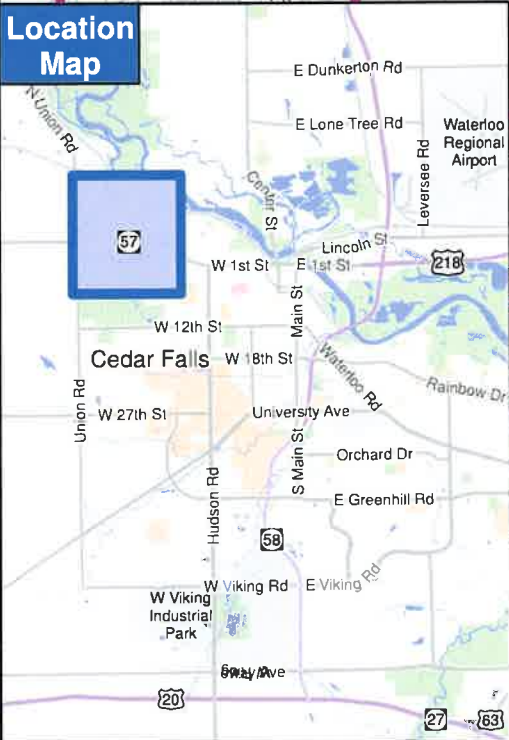 Location
Map
E Dunkerton Rd
N Union Rd
E Lone Tree Rd
Waterloo
Regional
Airport
Leversee Rd
Center St
57
Lincoln St
W 1st St
E 1st St
218
Main St
W 12th St
Cedar Falls
W 18th St
Waterloo Rd
Rainbow Dr
Union Rd
W 27th St
University Ave
S Main St
Orchard Dr
Hudson Rd
E Greenhill Rd
58
W Viking Rd
E Viking Rd
W Viking
Industrial
Park
Ave
20
27
63